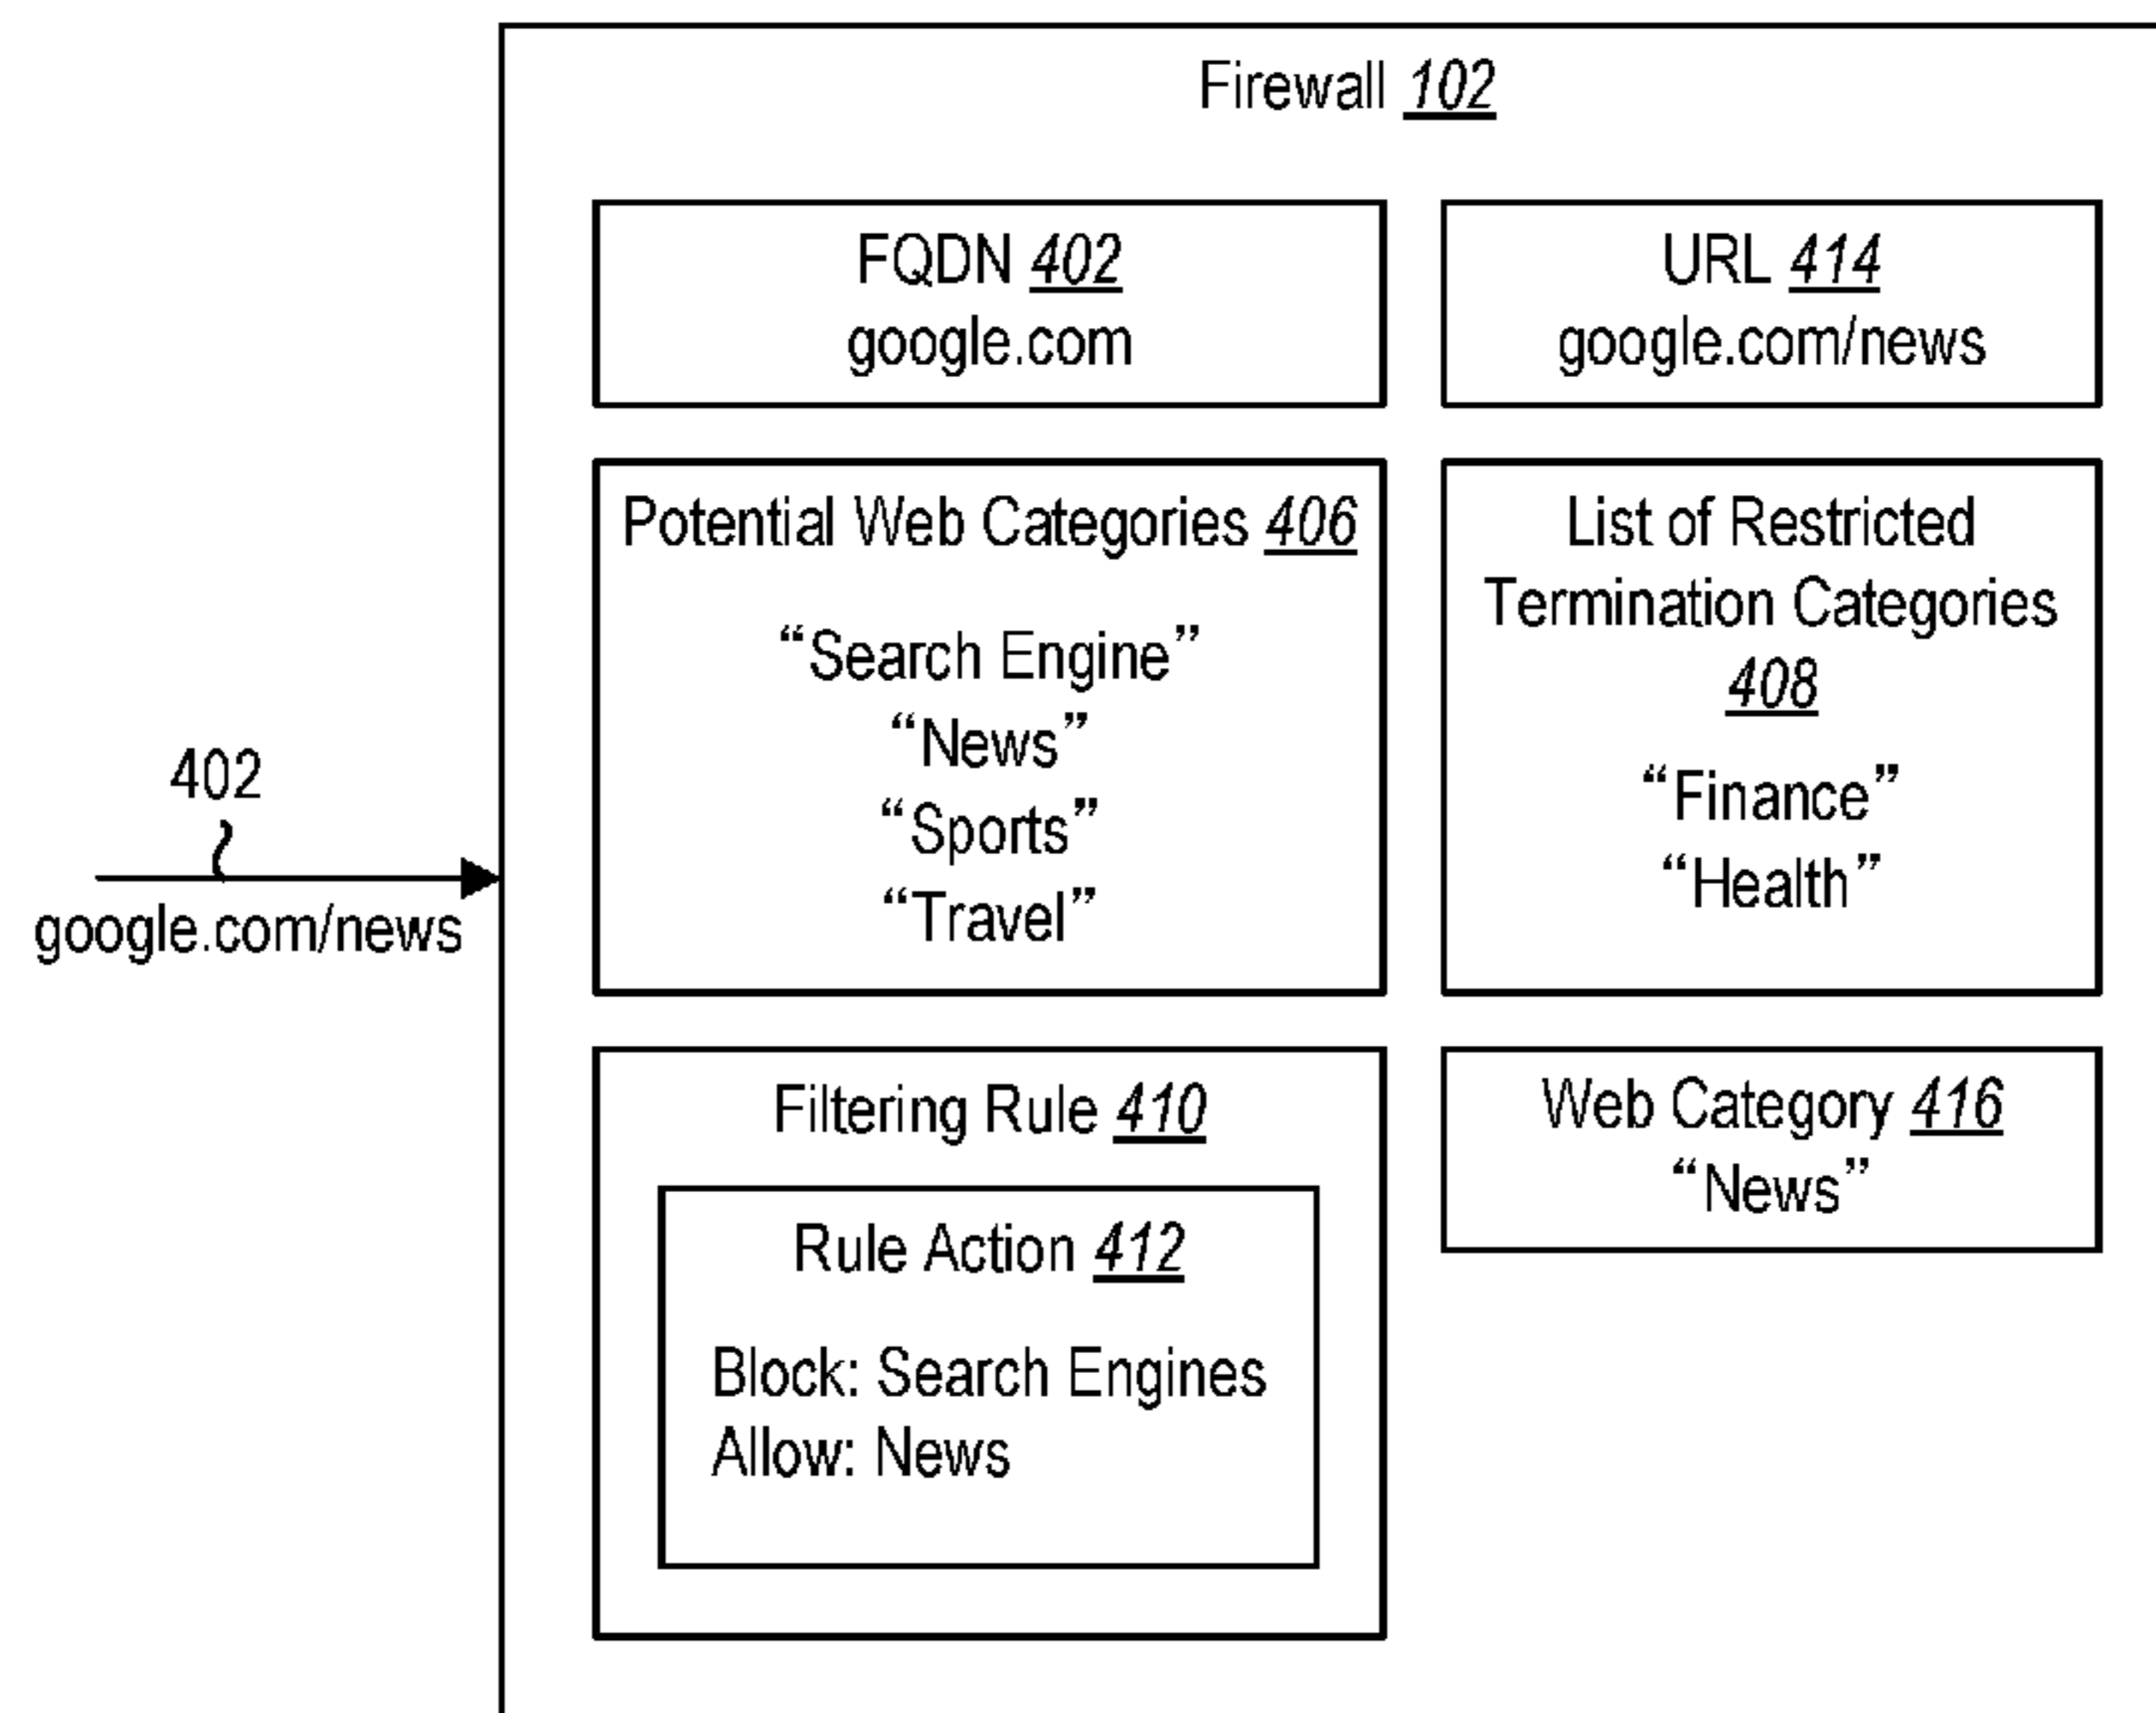 Firewall 102
FQDN 402
google.com
URL 414
google.com/news
Potential Web Categories 406
“Search Engine”
“News”
“Sports”
“Travel”
List of Restricted
Termination Categories
408
“Finance”
“Health”
402
google.com/news
Filtering Rule 410
Rule Action 412
Block: Search Engines
Allow: News
Web Category 416
“News”